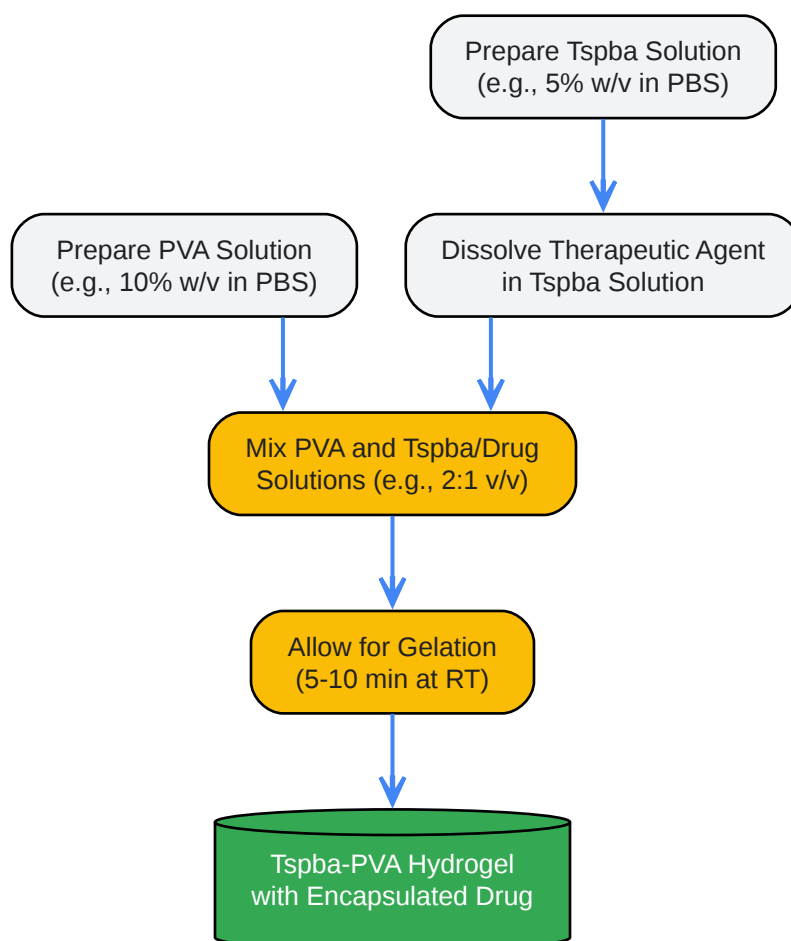 Prepare Tspba Solution
(e.g., 5% w/v in PBS)
Prepare PVA Solution
(e.g., 10% w/v in PBS)
Dissolve Therapeutic Agent
in Tspba Solution
Mix PVA and Tspba/Drug
Solutions (e.g., 2:1 v/v)
Allow for Gelation
(5-10 min at RT)
Tspba-PVA Hydrogel
with Encapsulated Drug